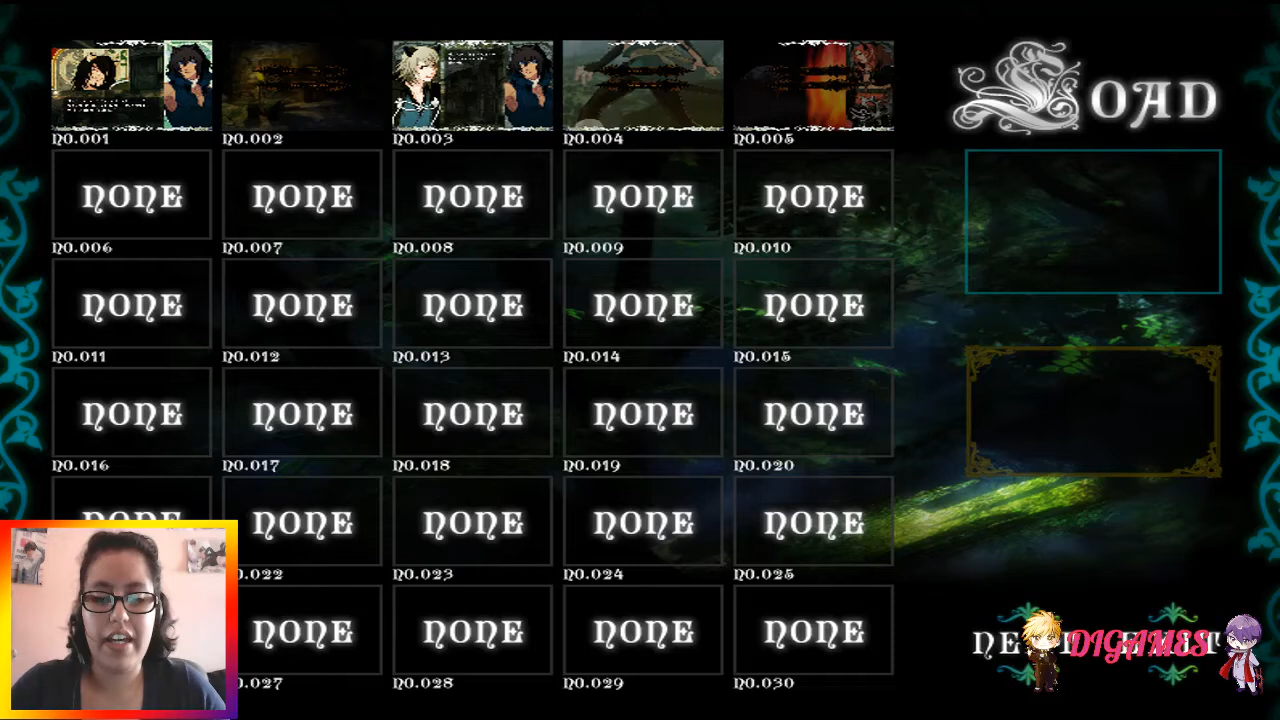 LOAD
NO.001 NO.002 NO.003 NO.004 NO.005
NONE NONE NONE NONE NONE
NO.006 NO.007 NO.008 NO.009 NO.010
NONE NONE NONE NONE NONE
NO.011 NO.012 NO.013 NO.014 NO.015
NONE NONE NONE NONE NONE
NO.016 NO.017 NO.018 NO.019 NO.020
NONE NONE NONE NONE NONE
.022 NO.023 NO.024 NO.025
NONE NONE NONE NONE
.027 NO.028 NO.029 NO.030
DIGAMES